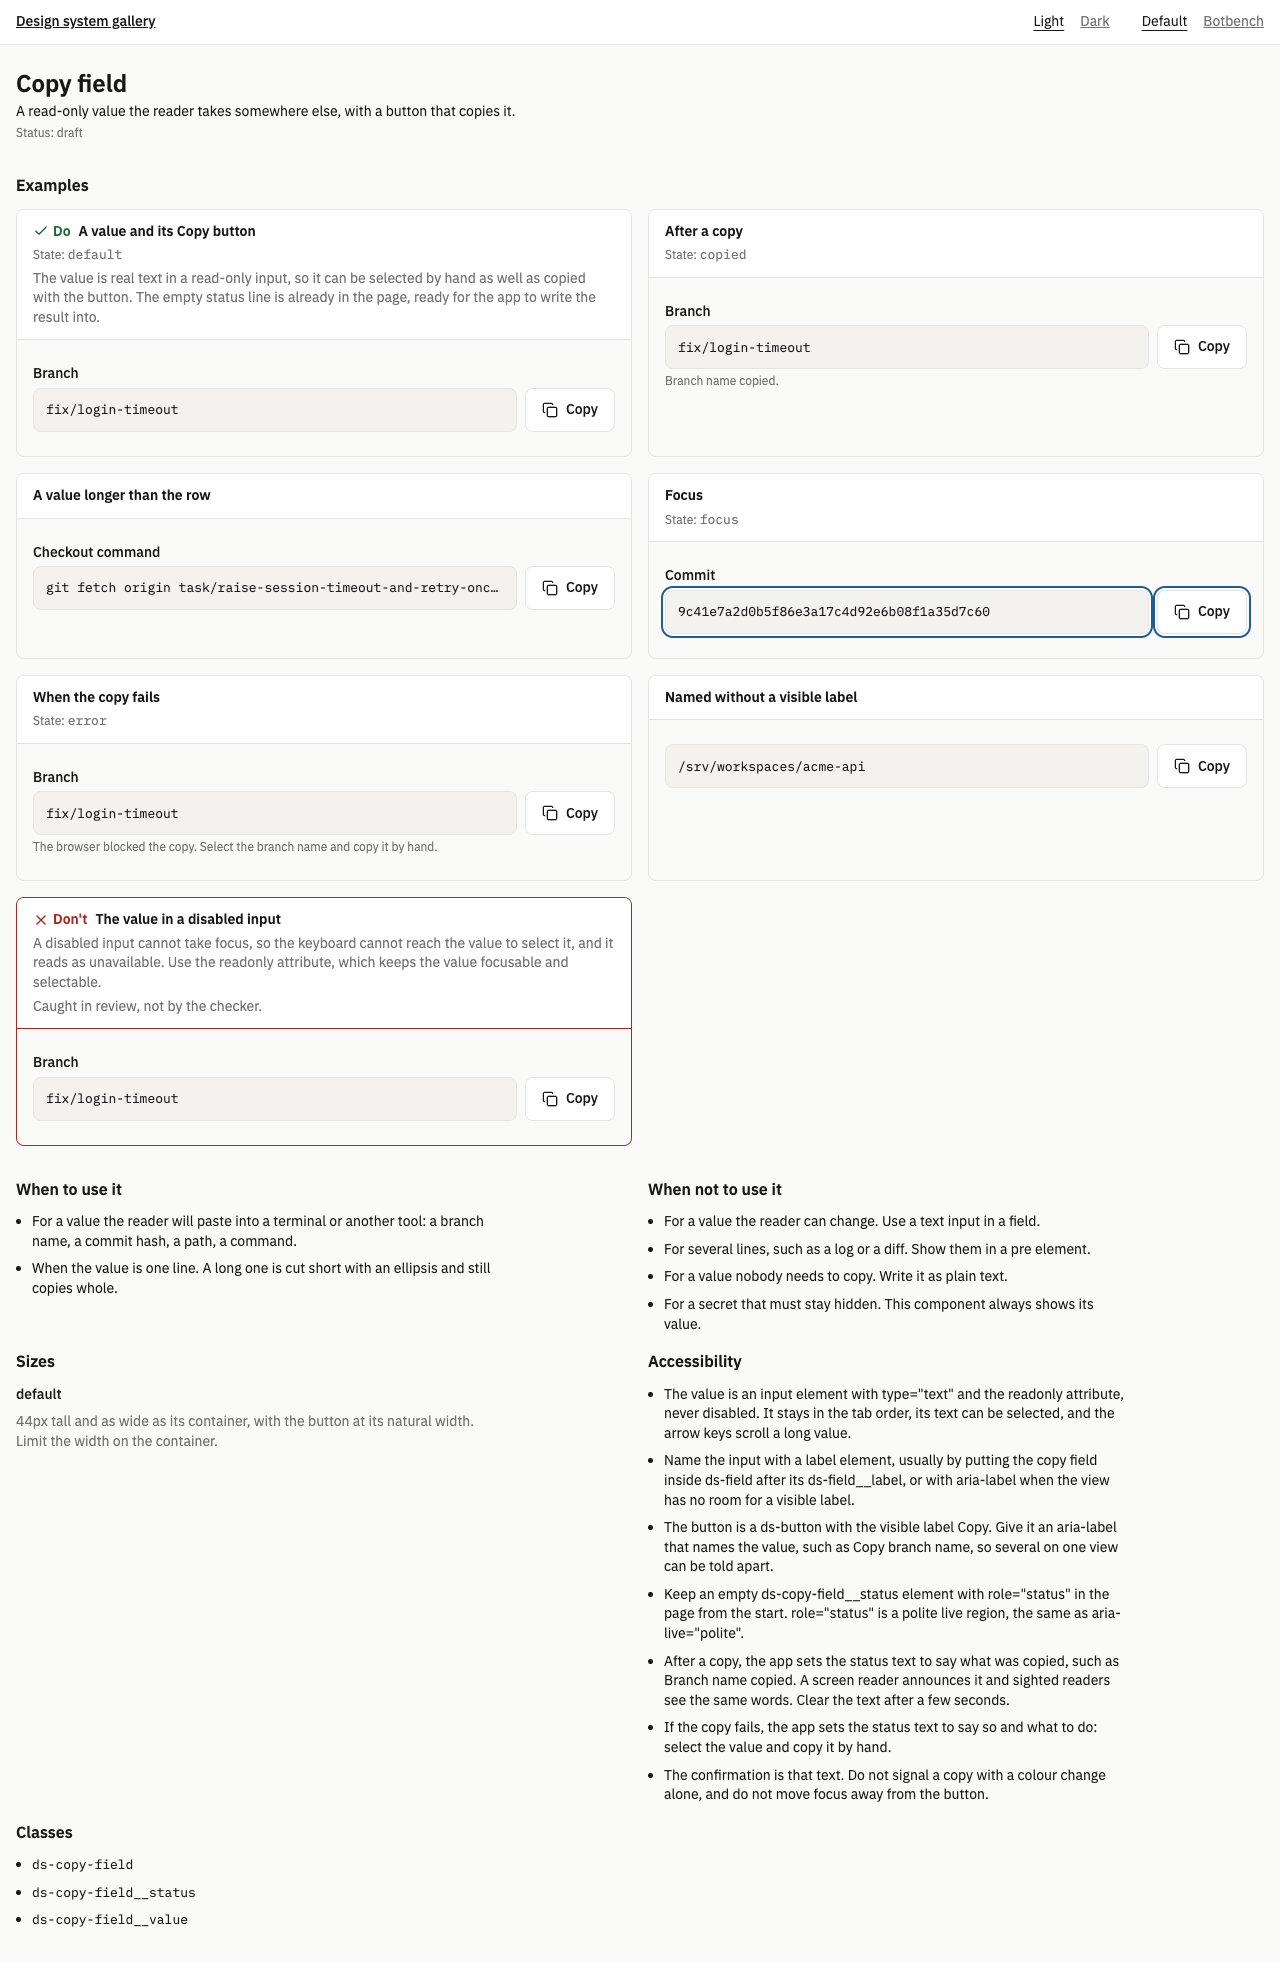 Design system gallery
Light Dark Default Botbench
Copy field
A read-only value the reader takes somewhere else, with a button that copies it.
Status: draft
Examples
Do A value and its Copy button
State: default
The value is real text in a read-only input, so it can be selected by hand as well as copied
with the button. The empty status line is already in the page, ready for the app to write the
result into.
Branch
fix/login-timeout
Copy
After a copy
State: copied
Branch
fix/login-timeout
Copy
Branch name copied.
A value longer than the row
Checkout command
git fetch origin task/raise-session-timeout-and-retry-onc…
Copy
Focus
State: focus
Commit
9c41e7a2d0b5f86e3a17c4d92e6b08f1a35d7c60
Copy
When the copy fails
State: error
Branch
fix/login-timeout
Copy
The browser blocked the copy. Select the branch name and copy it by hand.
Named without a visible label
/srv/workspaces/acme-api
Copy
Don't The value in a disabled input
A disabled input cannot take focus, so the keyboard cannot reach the value to select it, and it
reads as unavailable. Use the readonly attribute, which keeps the value focusable and
selectable.
Caught in review, not by the checker.
Branch
fix/login-timeout
Copy
When to use it
For a value the reader will paste into a terminal or another tool: a branch
name, a commit hash, a path, a command.
When the value is one line. A long one is cut short with an ellipsis and still
copies whole.
When not to use it
For a value the reader can change. Use a text input in a field.
For several lines, such as a log or a diff. Show them in a pre element.
For a value nobody needs to copy. Write it as plain text.
For a secret that must stay hidden. This component always shows its
value.
Sizes
default
44px tall and as wide as its container, with the button at its natural width.
Limit the width on the container.
Accessibility
The value is an input element with type="text" and the readonly attribute,
never disabled. It stays in the tab order, its text can be selected, and the
arrow keys scroll a long value.
Name the input with a label element, usually by putting the copy field
inside ds-field after its ds-field__label, or with aria-label when the view
has no room for a visible label.
The button is a ds-button with the visible label Copy. Give it an aria-label
that names the value, such as Copy branch name, so several on one view
can be told apart.
Keep an empty ds-copy-field__status element with role="status" in the
page from the start. role="status" is a polite live region, the same as aria-
live="polite".
After a copy, the app sets the status text to say what was copied, such as
Branch name copied. A screen reader announces it and sighted readers
see the same words. Clear the text after a few seconds.
If the copy fails, the app sets the status text to say so and what to do:
select the value and copy it by hand.
The confirmation is that text. Do not signal a copy with a colour change
alone, and do not move focus away from the button.
Classes
ds-copy-field
ds-copy-field__status
ds-copy-field__value